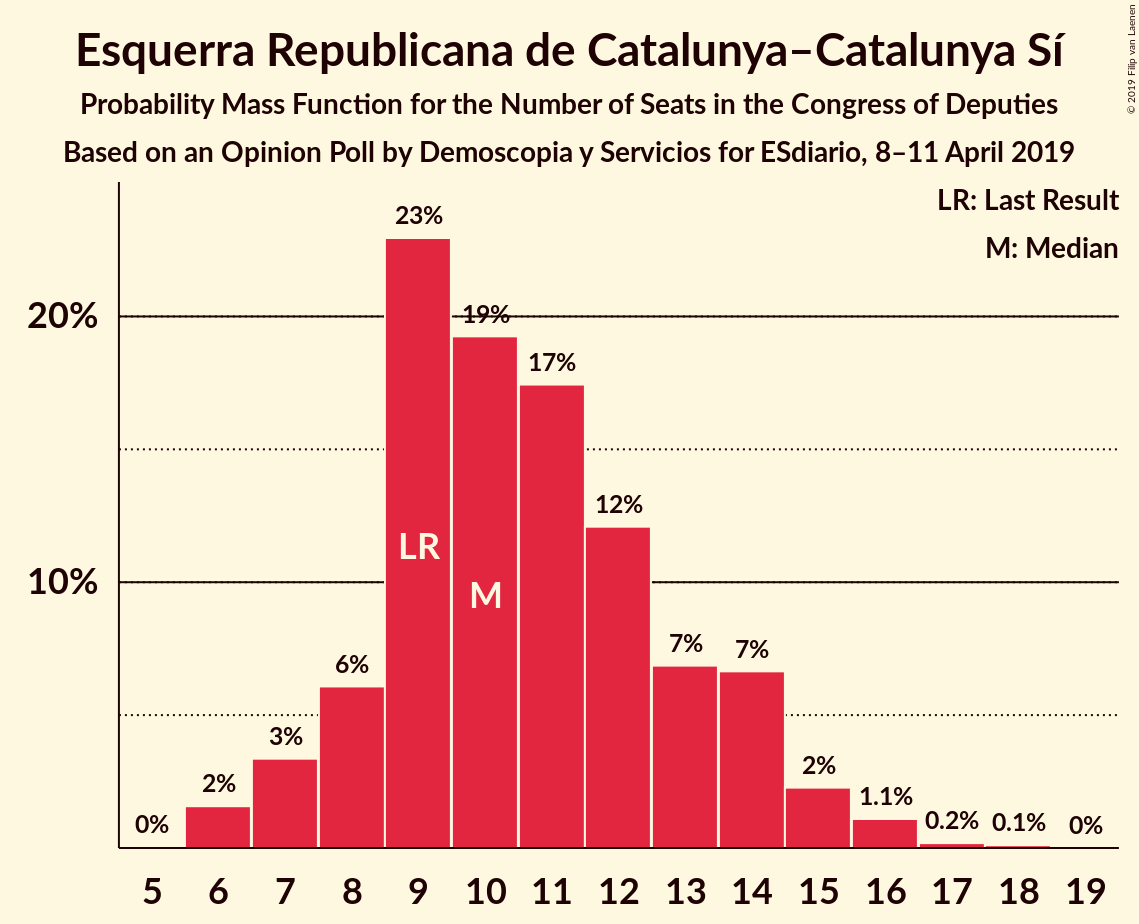 Esquerra Republicana de Catalunya–Catalunya Sí
Probability Mass Function for the Number of Seats in the Congress of Deputies
Based on an Opinion Poll by Demoscopia y Servicios for ESdiario, 8–11 April 2019
© 2019 Filip van Laenen
LR: Last Result
M: Median
20%
10%
0%
2%
3%
6%
23%
19%
17%
12%
7%
7%
2%
1.1%
0.2%
0.1%
0%
LR
M
5 6 7 8 9 10 11 12 13 14 15 16 17 18 19